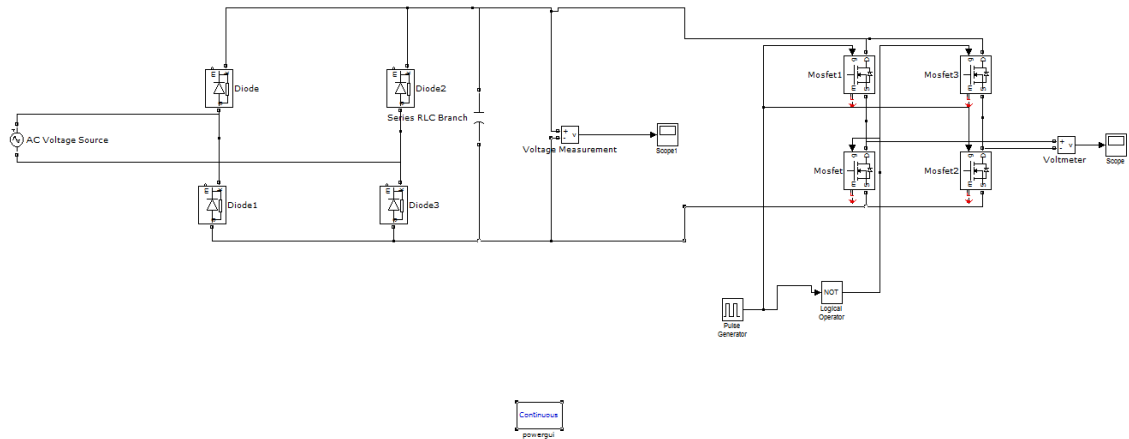 AC Voltage Source
Diode
Diode2
Diode1
Diode3
Series RLC Branch
+
-
v
Voltage Measurement
Scope1
Mosfet1
Mosfet3
Mosfet
Mosfet2
+
-
v
Voltmeter
Scope
Pulse
Generator
NOT
Logical
Operator
Continuous
powergui